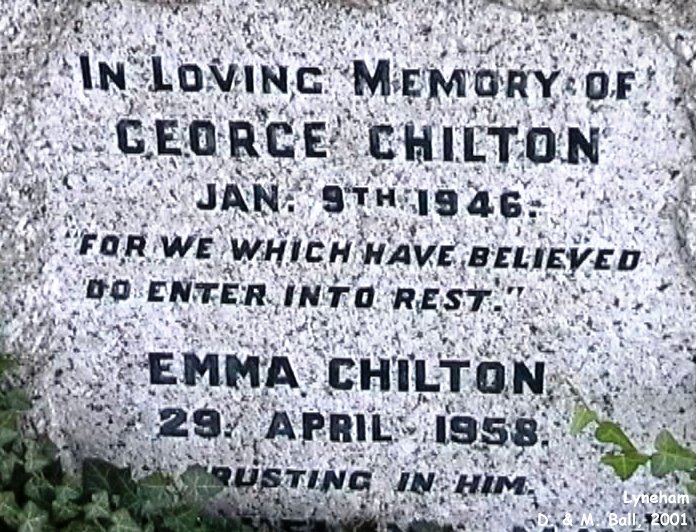 IN LOVING MEMORY OF
GEORGE CHILTON
JAN. 9TH 1946.
"FOR WE WHICH HAVE BELIEVED
DO ENTER INTO REST."
EMMA CHILTON
29. APRIL 1958.
TRUSTING IN HIM.
Lyneham
D. & M. Ball, 2001